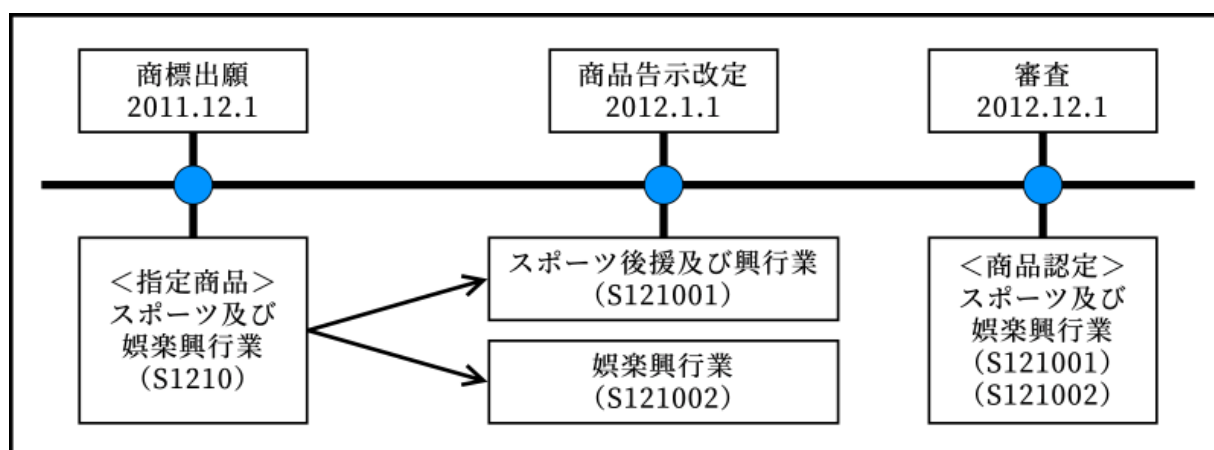 商標出願
2011.12.1
商品告示改定
2012.1.1
審査
2012.12.1
＜指定商品＞
スポーツ及び
娯楽興行業
（S1210）
スポーツ後援及び興行業
（S121001）
娯楽興行業
（S121002）
＜商品認定＞
スポーツ及び
娯楽興行業
（S121001）
（S121002）